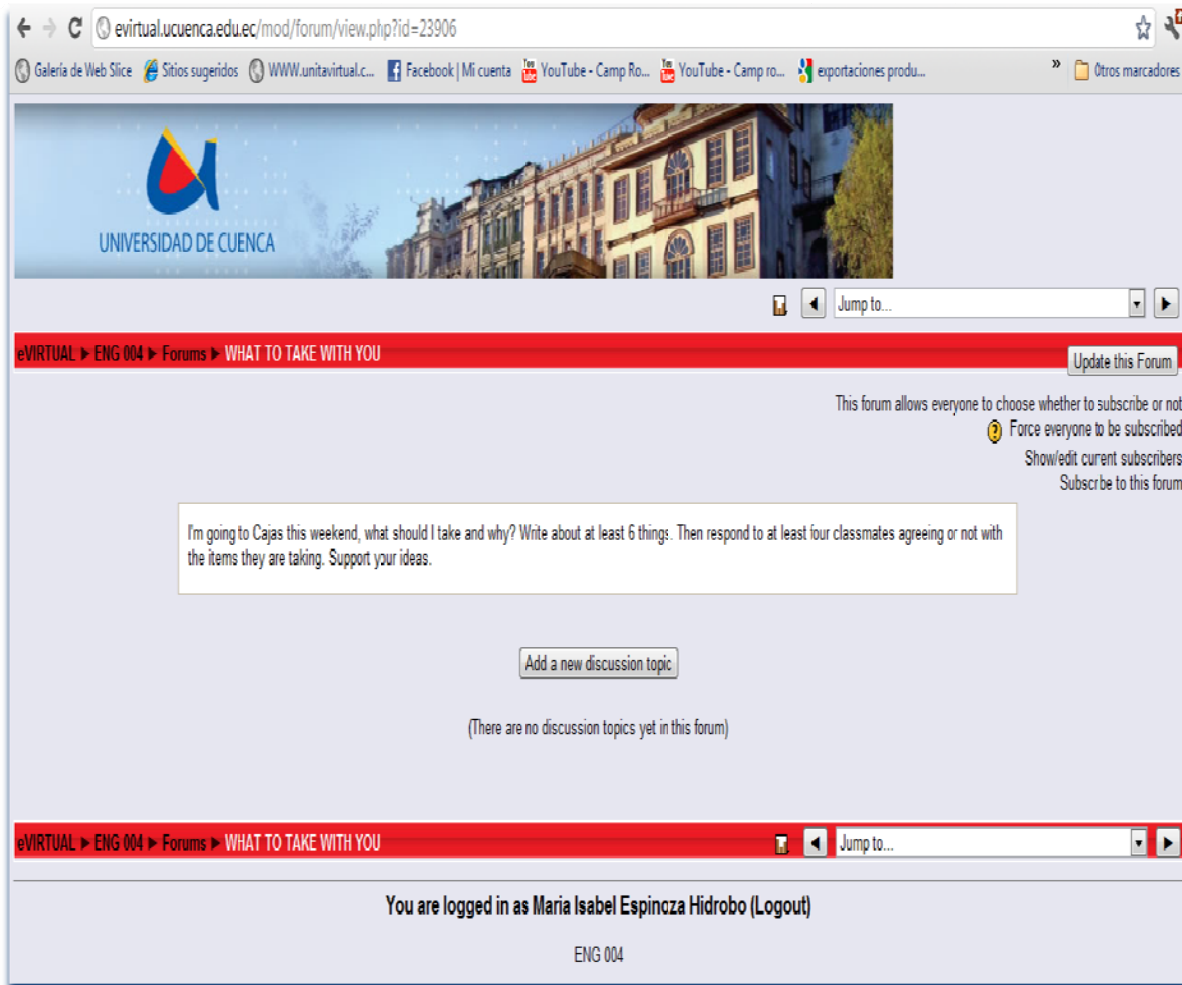 evirtual.ucuenca.edu.ec/mod/forum/view.php?id=23906
Galería de Web Slice Sitios sugeridos WWW.unitavirtual.c... Facebook | Mi cuenta YouTube - Camp Ro... YouTube - Camp ro... exportaciones produ... » Otros marcadores
UNIVERSIDAD DE CUENCA
Jump to...
eVIRTUAL ► ENG 004 ► Forums ► WHAT TO TAKE WITH YOU
Update this Forum
This forum allows everyone to choose whether to subscribe or not
Force everyone to be subscribed
Show/edit current subscribers
Subscribe to this forum
I'm going to Cajas this weekend, what should I take and why? Write about at least 6 things. Then respond to at least four classmates agreeing or not with
the items they are taking. Support your ideas.
Add a new discussion topic
(There are no discussion topics yet in this forum)
eVIRTUAL ► ENG 004 ► Forums ► WHAT TO TAKE WITH YOU Jump to...
You are logged in as Maria Isabel Espinoza Hidrobo (Logout)
ENG 004